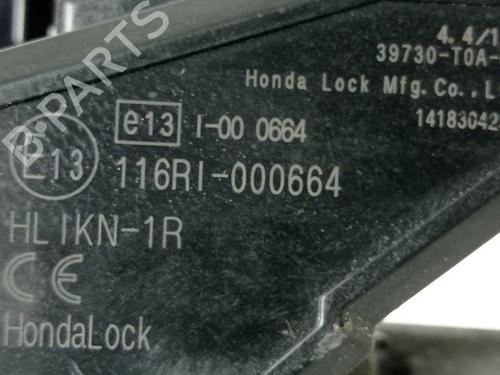 4.4/1
39730-T0A-
Honda Lock Mfg.Co.,L
14183042
e13 I-00 0664
E13 116RI-000664
HLIKN-1R
CE
HondaLock
B-PARTS